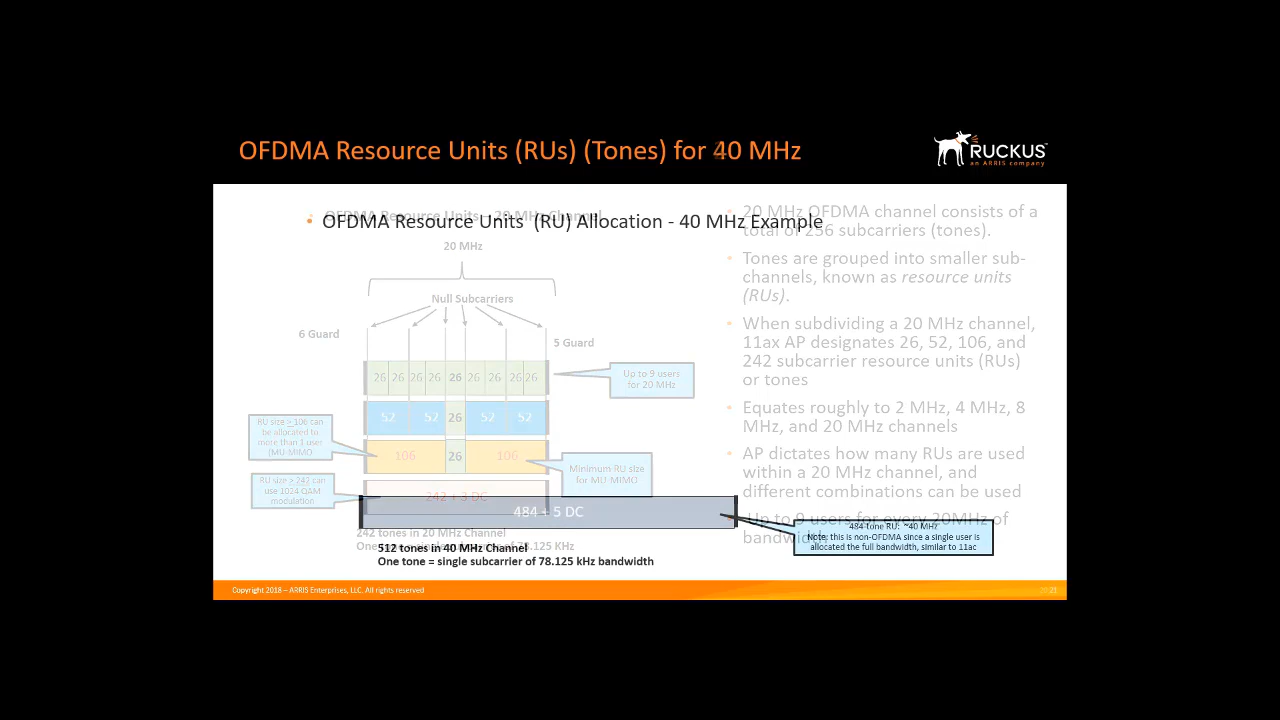 OFDMA Resource Units (RUs) (Tones) for 40 MHz
RUCKUS
an ARRIS company
OFDMA Resource Units - 20 MHz Channel
OFDMA Resource Units (RU) Allocation - 40 MHz Example
20 MHz
Null Subcarriers
6 Guard
5 Guard
26 26 26 26 26 26 26 26 26
Up to 9 users
for 20 MHz
52 52 26 52 52
RU size > 106 can
be allocated to
more than 1 user
(MU-MIMO
106 26 106
Minimum RU size
for MU-MIMO
RU size > 242 can
use 1024 QAM
modulation
242 + 3 DC
484 + 5 DC
242 tones in 20 MHz Channel
512 tones in 40 MHz Channel
One tone = single subcarrier of 78.125 KHz
One tone = single subcarrier of 78.125 kHz bandwidth
20 MHz OFDMA channel consists of a
total of 256 subcarriers (tones).
Tones are grouped into smaller sub-
channels, known as resource units
(RUs).
When subdividing a 20 MHz channel,
11ax AP designates 26, 52, 106, and
242 subcarrier resource units (RUs)
or tones
Equates roughly to 2 MHz, 4 MHz, 8
MHz, and 20 MHz channels
AP dictates how many RUs are used
within a 20 MHz channel, and
different combinations can be used
Up to 9 users for every 20MHz of
bandwidth
484-tone RU: ~40 MHz
Note: this is non-OFDMA since a single user is
allocated the full bandwidth, similar to 11ac
Copyright 2018 – ARRIS Enterprises, LLC. All rights reserved